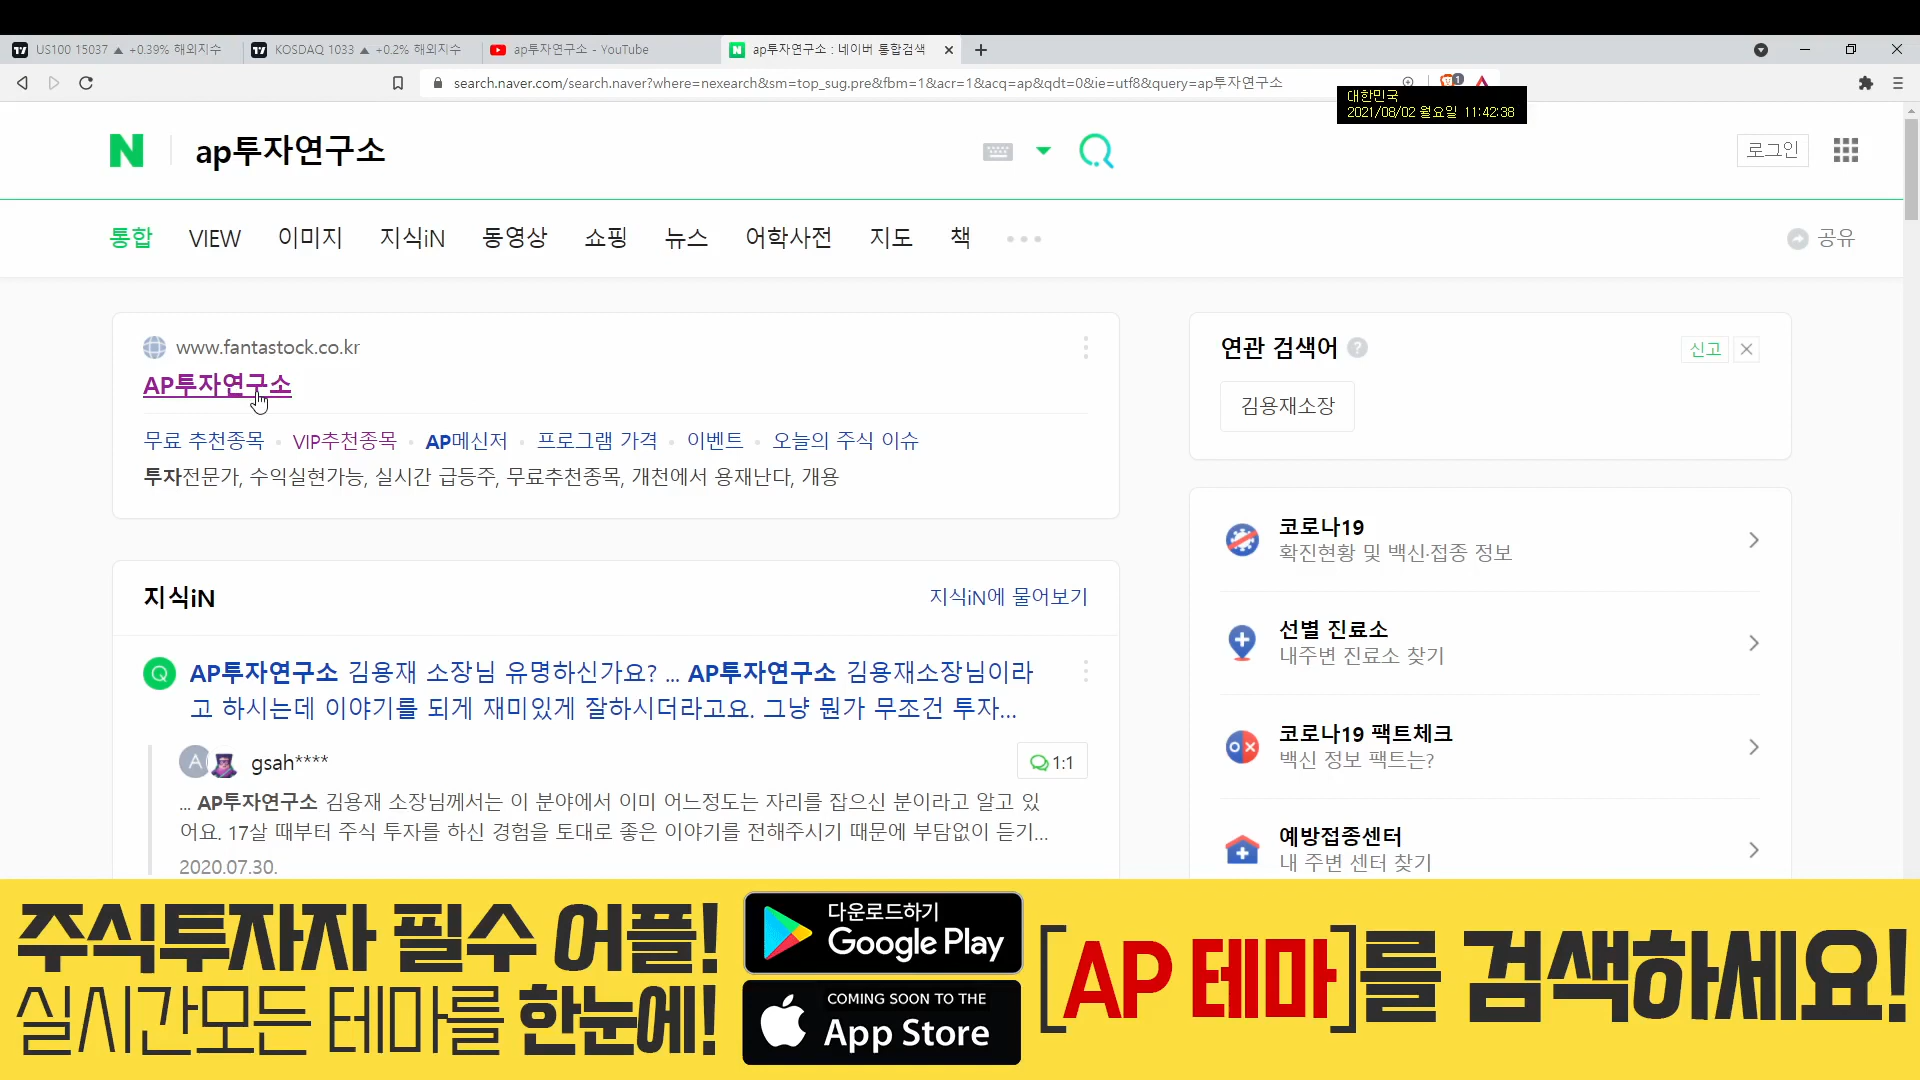 US100 15037 ▲ +0.39% 해외지수
KOSDAQ 1033 ▲ +0.2% 해외지수
ap투자연구소 - YouTube
ap투자연구소 : 네이버 통합검색
search.naver.com/search.naver?where=nexearch&sm=top_sug.pre&fbm=1&acr=1&acq=ap&qdt=0&ie=utf8&query=ap투자연구소
1
대한민국
2021/08/02 월요일 11:42:38
N ap투자연구소
로그인
통합 VIEW 이미지 지식iN 동영상 쇼핑 뉴스 어학사전 지도 책
공유
www.fantastock.co.kr
AP투자연구소
무료 추천종목 · VIP추천종목 · AP메신저 · 프로그램 가격 · 이벤트 · 오늘의 주식 이슈
투자전문가, 수익실현가능, 실시간 급등주, 무료추천종목, 개천에서 용재난다, 개용
연관 검색어 ?
신고
김용재소장
지식iN
지식iN에 물어보기
Q AP투자연구소 김용재 소장님 유명하신가요? ... AP투자연구소 김용재소장님이라
고 하시는데 이야기를 되게 재미있게 잘하시더라고요. 그냥 뭔가 무조건 투자...
A gsah****
1:1
... AP투자연구소 김용재 소장님께서는 이 분야에서 이미 어느정도는 자리를 잡으신 분이라고 알고 있
어요. 17살 때부터 주식 투자를 하신 경험을 토대로 좋은 이야기를 전해주시기 때문에 부담없이 듣기...
2020.07.30.
코로나19
확진현황 및 백신·접종 정보
선별 진료소
내주변 진료소 찾기
코로나19 팩트체크
백신 정보 팩트는?
예방접종센터
내 주변 센터 찾기
주식투자자 필수 어플!
실시간모든 테마를 한눈에!
다운로드하기
Google Play
COMING SOON TO THE
App Store
[AP 테마]를 검색하세요!